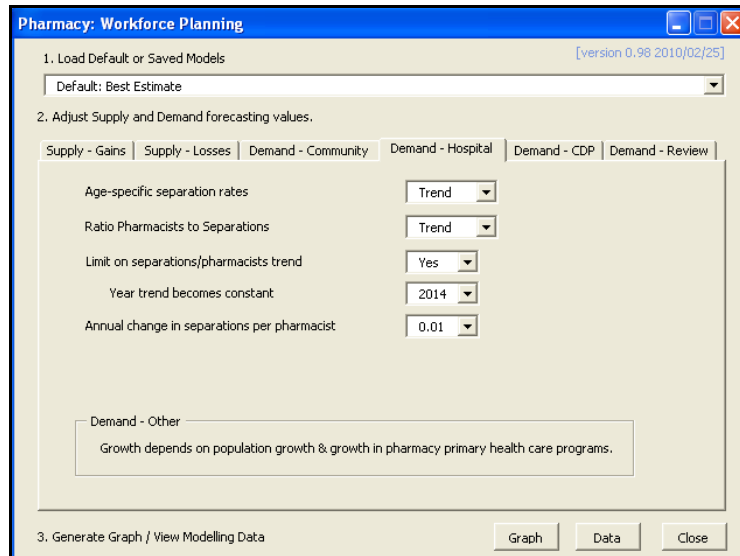 Pharmacy: Workforce Planning
1. Load Default or Saved Models
[version 0.98 2010/02/25]
Default: Best Estimate
2. Adjust Supply and Demand forecasting values.
Supply - Gains Supply - Losses Demand - Community Demand - Hospital Demand - CDP Demand - Review
Age-specific separation rates Trend
Ratio Pharmacists to Separations Trend
Limit on separations/pharmacists trend Yes
Year trend becomes constant 2014
Annual change in separations per pharmacist 0.01
Demand - Other
Growth depends on population growth & growth in pharmacy primary health care programs.
3. Generate Graph / View Modelling Data Graph Data Close